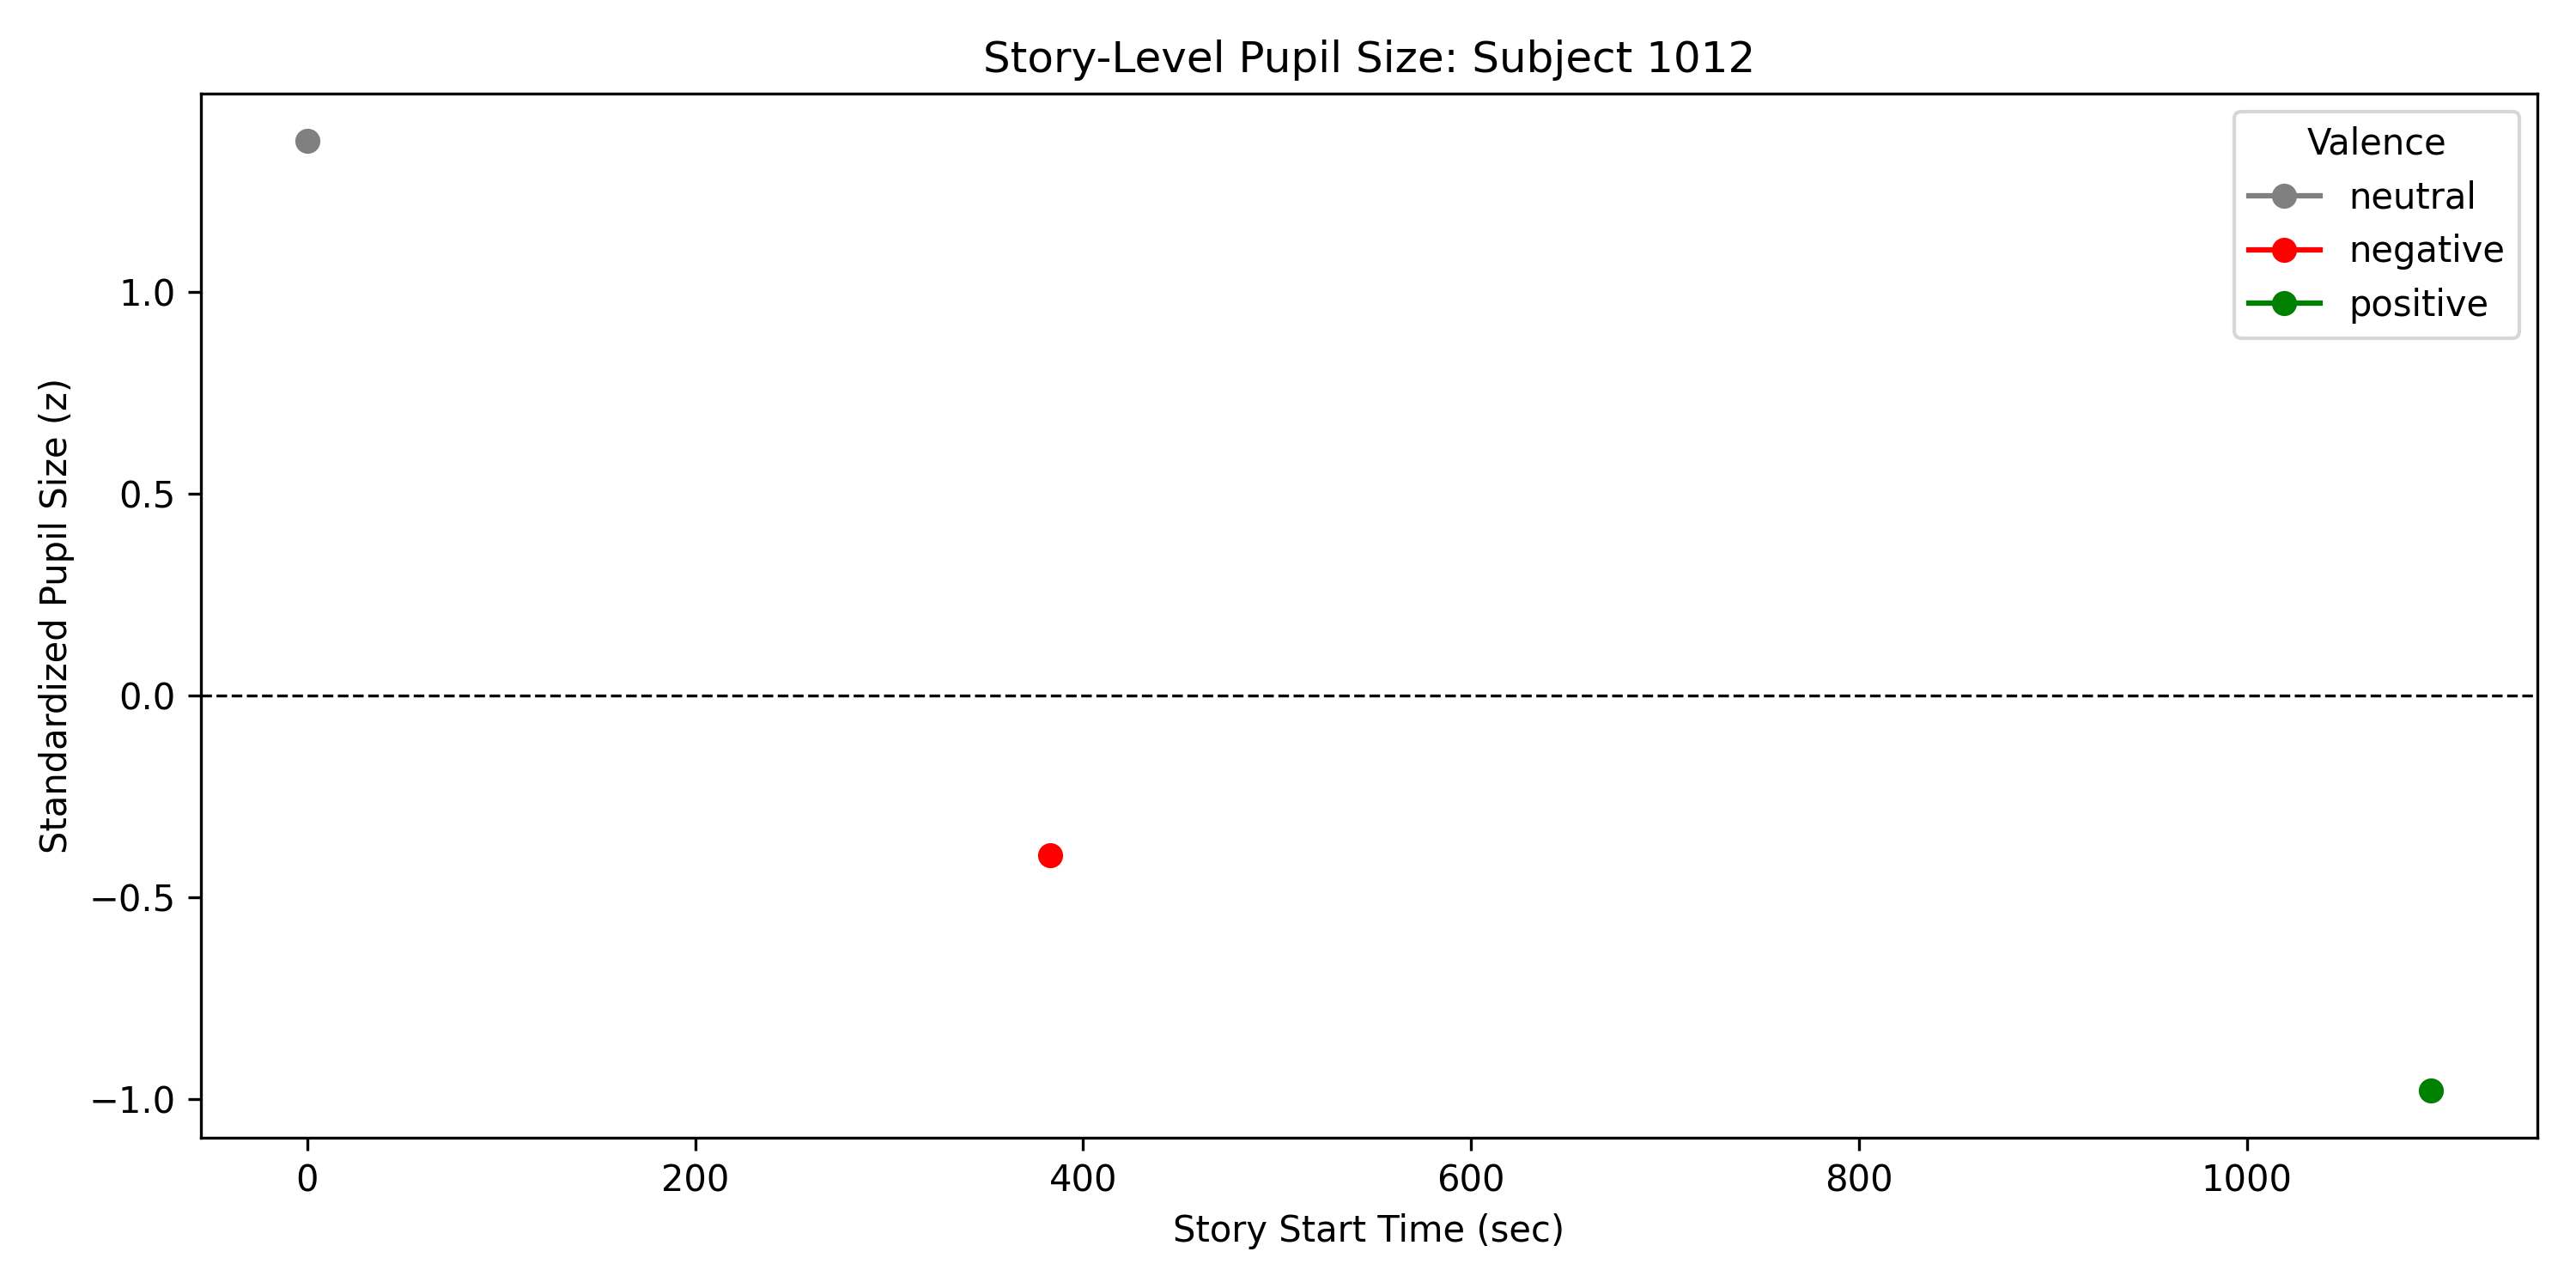 Story-Level Pupil Size: Subject 1012
Valence
neutral
negative
positive
Standardized Pupil Size (z)
1.0
0.5
0.0
−0.5
−1.0
0 200 400 600 800 1000
Story Start Time (sec)